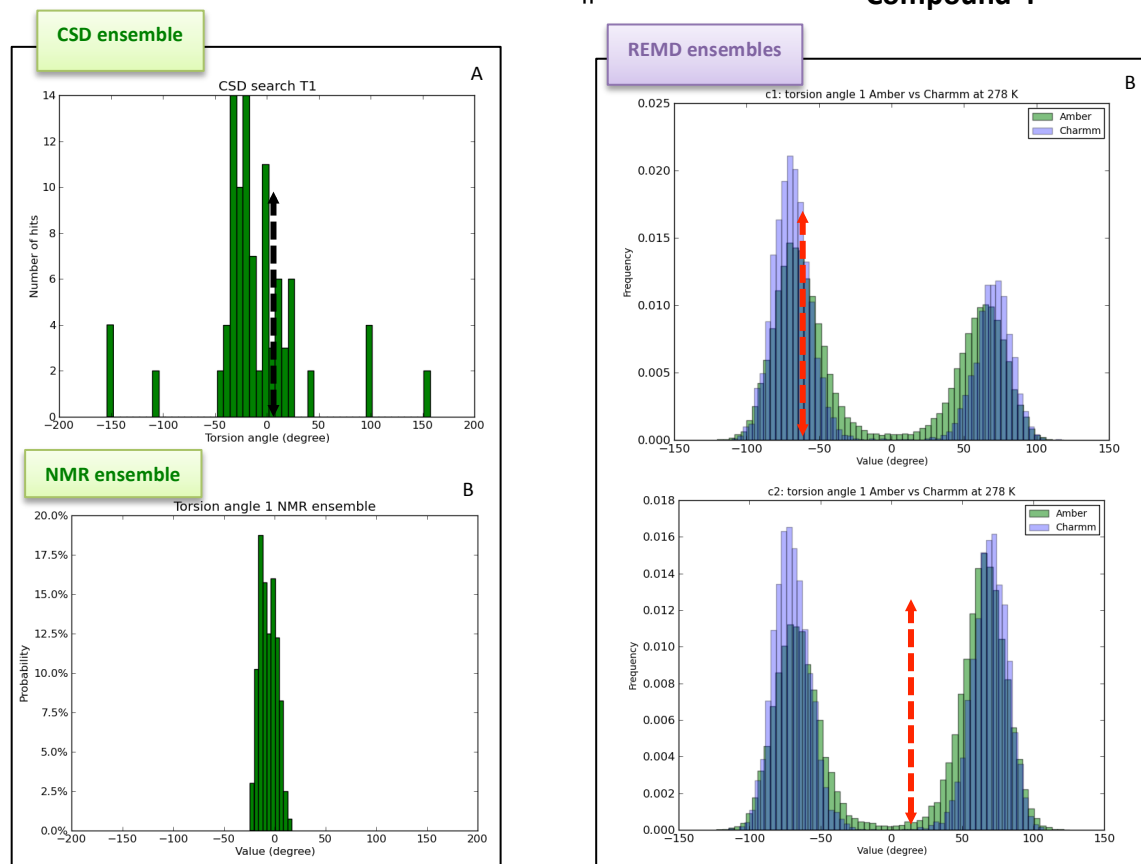 CSD ensemble
A
CSD search T1
14
12
10
8
6
4
2
0
Number of hits
−200 −150 −100 −50 0 50 100 150 200
Torsion angle (degree)
NMR ensemble
B
Torsion angle 1 NMR ensemble
20.0%
17.5%
15.0%
12.5%
10.0%
7.5%
5.0%
2.5%
0.0%
Probability
−200 −150 −100 −50 0 50 100 150 200
Value (degree)
REMD ensembles
B
c1: torsion angle 1 Amber vs Charmm at 278 K
Amber
Charmm
0.025
0.020
0.015
0.010
0.005
0.000
Frequency
−150 −100 −50 0 50 100 150
Value (degree)
c2: torsion angle 1 Amber vs Charmm at 278 K
Amber
Charmm
0.018
0.016
0.014
0.012
0.010
0.008
0.006
0.004
0.002
0.000
Frequency
−150 −100 −50 0 50 100 150
Value (degree)